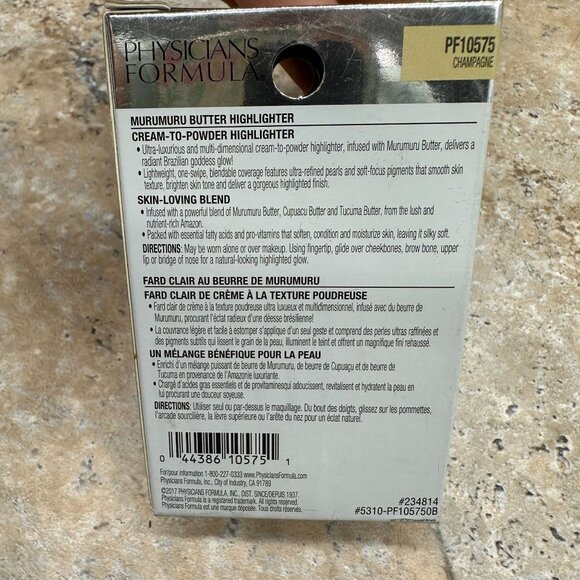 PHYSICIANS
FORMULA®
PF10575
CHAMPAGNE
MURUMURU BUTTER HIGHLIGHTER
CREAM-TO-POWDER HIGHLIGHTER
• Ultra-luxurious and multi-dimensional cream-to-powder highlighter, infused with Murumuru Butter, delivers a
radiant Brazilian goddess glow!
• Lightweight, one-swipe, blendable coverage features ultra-refined pearls and soft-focus pigments that smooth skin
texture, brighten skin tone and deliver a gorgeous highlighted finish.
SKIN-LOVING BLEND
• Infused with a powerful blend of Murumuru Butter, Cupuacu Butter and Tucuma Butter, from the lush and
nutrient-rich Amazon.
• Packed with essential fatty acids and pro-vitamins that soften, condition and moisturize skin, leaving it silky soft.
DIRECTIONS: May be worn alone or over makeup. Using fingertip, glide over cheekbones, brow bone, upper
lip or bridge of nose for a natural-looking highlighted glow.
FARD CLAIR AU BEURRE DE MURUMURU
FARD CLAIR DE CRÈME À LA TEXTURE POUDREUSE
• Fard clair de crème à la texture poudreuse ultra luxueux et multidimensionnel, infusé avec du beurre de
Murumuru, procurant l'éclat radieux d'une déesse brésilienne!
• La couvrance légère et facile à estomper s'applique d'un seul geste et comprend des perles ultras raffinées et
des pigments subtils qui lissent le grain de la peau, illuminent le teint et offrent un magnifique fini rehaussé.
UN MÉLANGE BÉNÉFIQUE POUR LA PEAU
• Enrichi d'un mélange puissant de beurre de Murumuru, de beurre de Cupuaçu et de beurre de
Tucuma en provenance de l'Amazonie luxuriante.
• Chargé d'acides gras essentiels et de provitamines qui adoucissent, revitalisent et hydratent la peau en
lui procurant une douceur soyeuse.
DIRECTIONS: Utiliser seul ou par-dessus le maquillage. Du bout des doigts, glissez sur les pommettes,
l'arcade sourcilière, la lèvre supérieure ou l'arête du nez pour un éclat naturel.
0 44386 10575 1
For/pour information 1-800-227-0333 www.PhysiciansFormula.com
Physicians Formula, Inc., City of Industry, CA 91789
©2017 PHYSICIANS FORMULA, INC., DIST. SINCE/DEPUIS 1937.
Physicians Formula is a registered trademark. All rights reserved.
Physicians Formula est une marque déposée. Tous droits réservés.
#234814
#5310-PF105750B